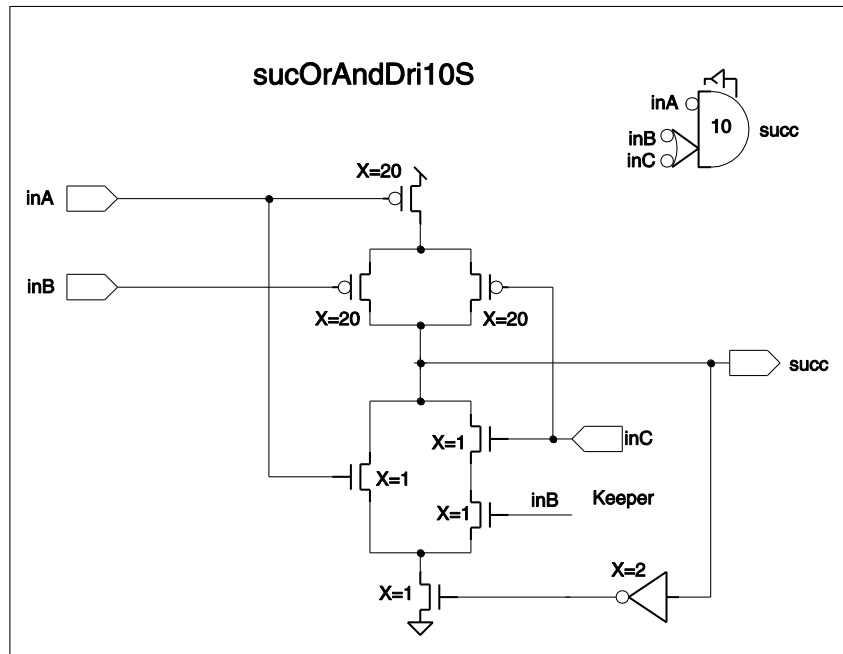 sucOrAndDri10S
inA
10
inB
succ
inC
X=20
inA
inB
X=20
X=20
succ
X=1
inC
X=1
X=1
inB
Keeper
X=2
X=1